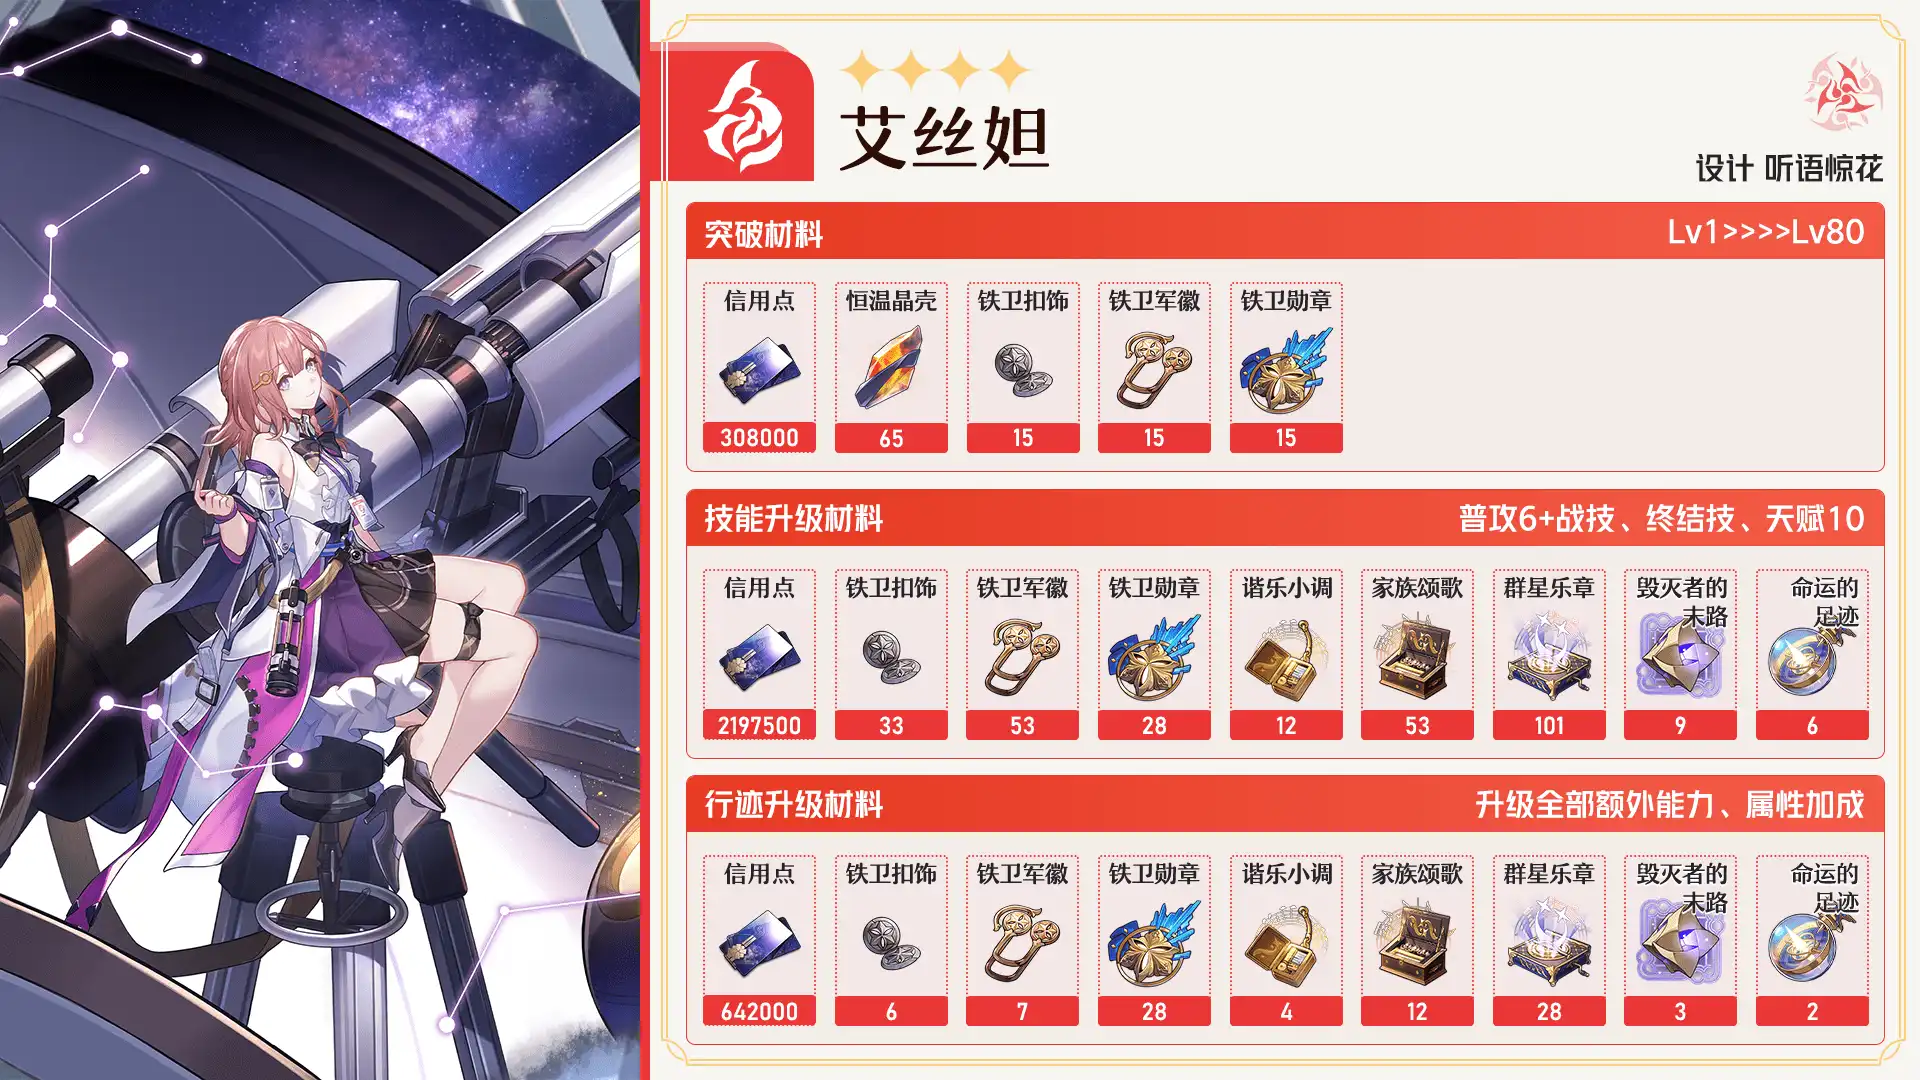 艾丝妲
设计 听语惊花
突破材料 Lv1>>>>Lv80
信用点 恒温晶壳 铁卫扣饰 铁卫军徽 铁卫勋章
308000 65 15 15 15
技能升级材料 普攻6+战技、终结技、天赋10
信用点 铁卫扣饰 铁卫军徽 铁卫勋章 谐乐小调 家族颂歌 群星乐章 毁灭者的 命运的
末路 足迹
2197500 33 53 28 12 53 101 9 6
行迹升级材料 升级全部额外能力、属性加成
信用点 铁卫扣饰 铁卫军徽 铁卫勋章 谐乐小调 家族颂歌 群星乐章 毁灭者的 命运的
末路 足迹
642000 6 7 28 4 12 28 3 2